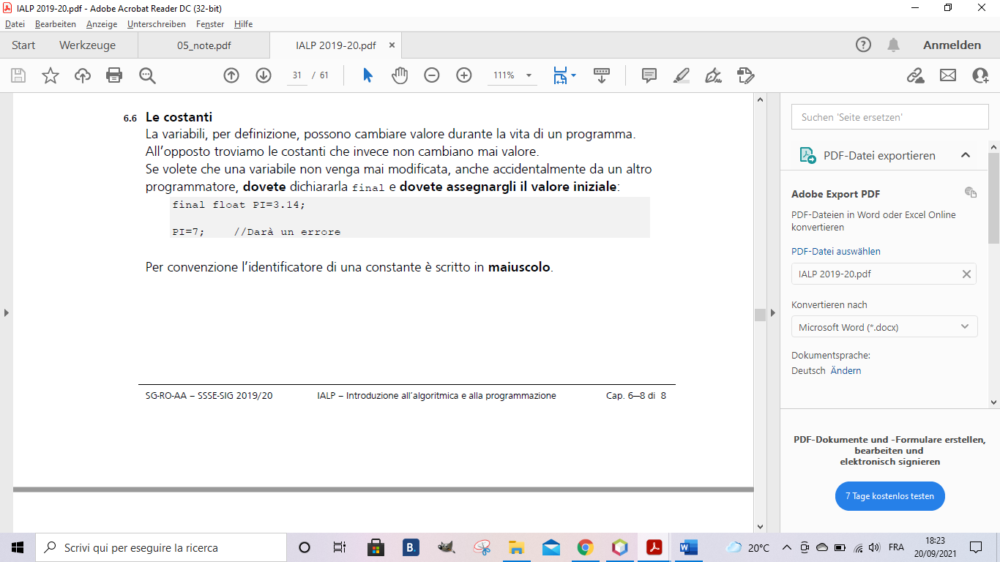 IALP 2019-20.pdf - Adobe Acrobat Reader DC (32-bit)
Datei Bearbeiten Anzeige Unterschreiben Fenster Hilfe
Start Werkzeuge 05_note.pdf IALP 2019-20.pdf × Anmelden
31 / 61 111%
6.6 Le costanti
La variabili, per definizione, possono cambiare valore durante la vita di un programma.
All'opposto troviamo le costanti che invece non cambiano mai valore.
Se volete che una variabile non venga mai modificata, anche accidentalmente da un altro
programmatore, dovete dichiararla final e dovete assegnargli il valore iniziale:
final float PI=3.14;
PI=7; //Darà un errore
Per convenzione l'identificatore di una constante è scritto in maiuscolo.
SG-RO-AA – SSSE-SIG 2019/20 IALP – Introduzione all'algoritmica e alla programmazione Cap. 6—8 di 8
Suchen 'Seite ersetzen'
PDF-Datei exportieren
Adobe Export PDF
PDF-Dateien in Word oder Excel Online
konvertieren
PDF-Datei auswählen
IALP 2019-20.pdf
Konvertieren nach
Microsoft Word (*.docx)
Dokumentsprache:
Deutsch Ändern
PDF-Dokumente und -Formulare erstellen,
bearbeiten und
elektronisch signieren
7 Tage kostenlos testen
Scrivi qui per eseguire la ricerca
B.
W
20°C
FRA
18:23
20/09/2021